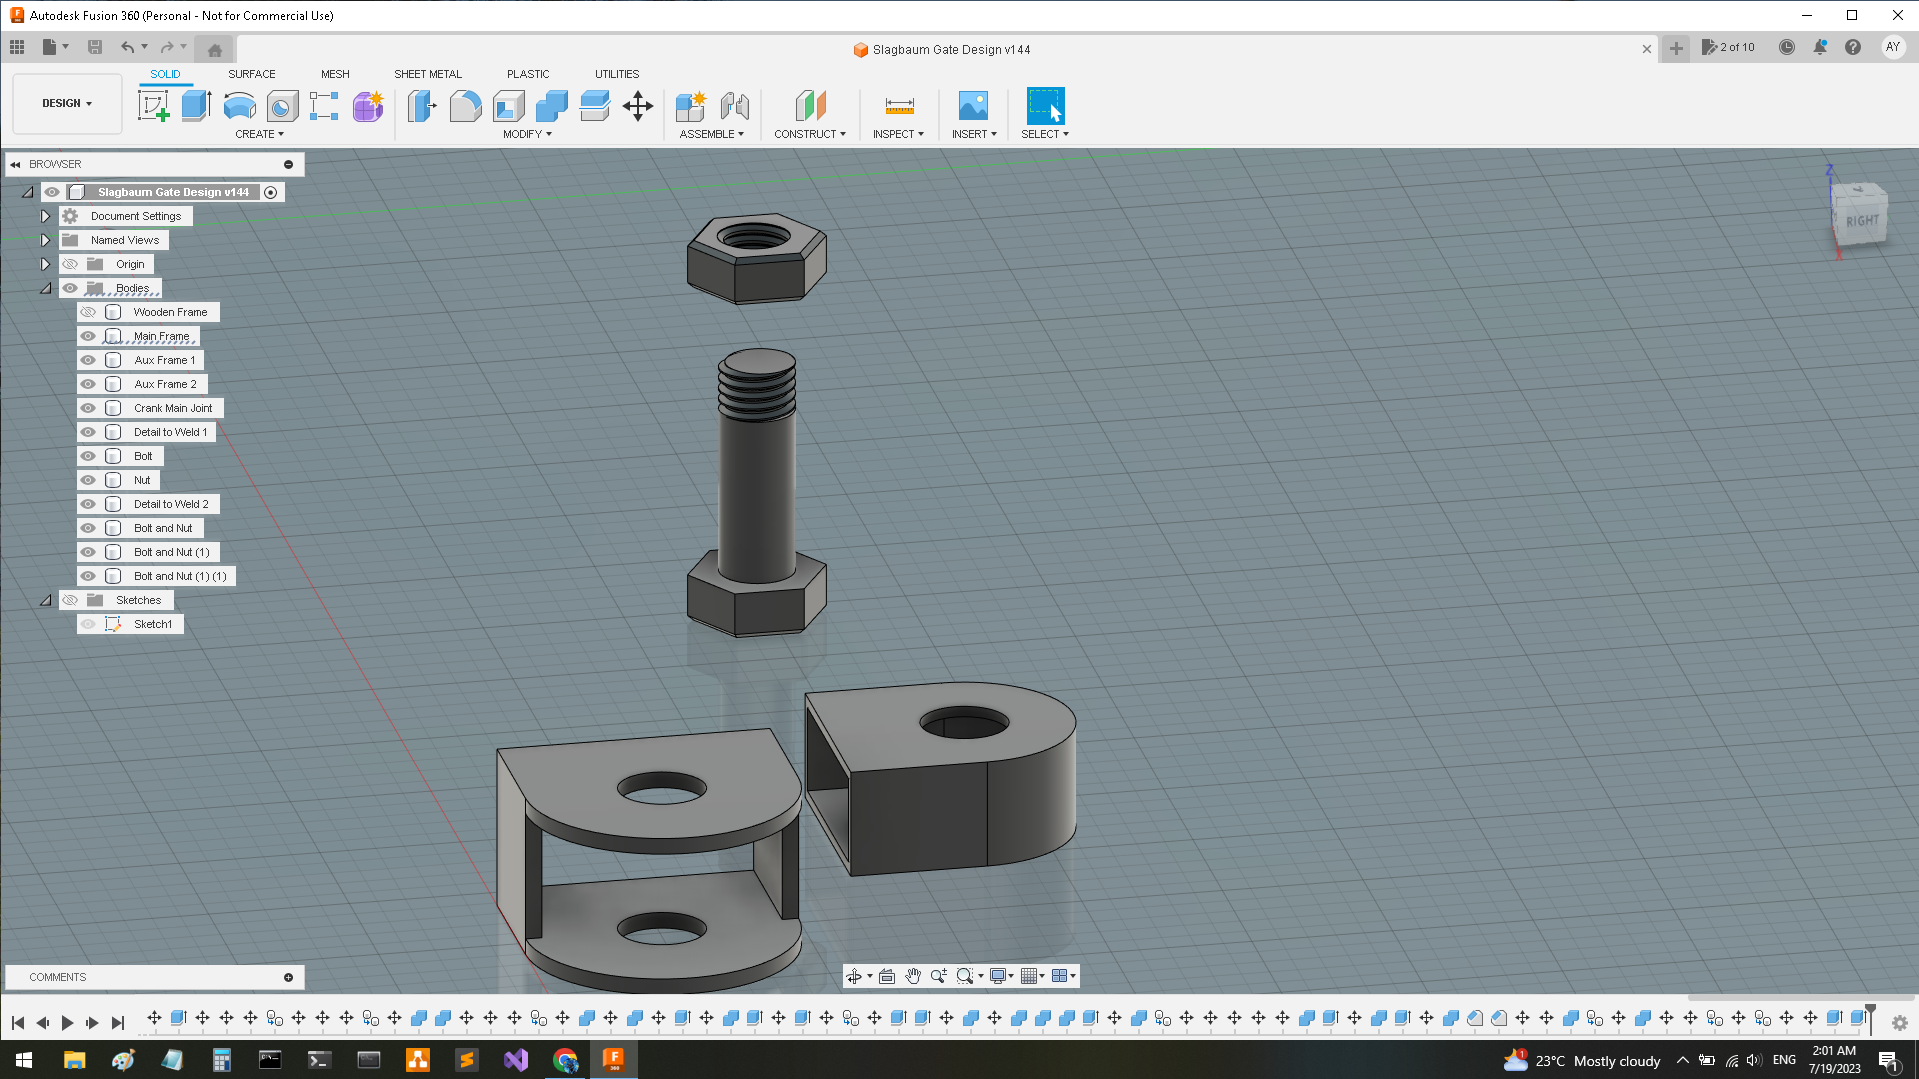 Autodesk Fusion 360 (Personal - Not for Commercial Use)
Slagbaum Gate Design v144
2 of 10
AY
DESIGN
SOLID
SURFACE
MESH
SHEET METAL
PLASTIC
UTILITIES
CREATE
MODIFY
ASSEMBLE
CONSTRUCT
INSPECT
INSERT
SELECT
BROWSER
Slagbaum Gate Design v144
Document Settings
Named Views
Origin
Bodies
Wooden Frame
Main Frame
Aux Frame 1
Aux Frame 2
Crank Main Joint
Detail to Weld 1
Bolt
Nut
Detail to Weld 2
Bolt and Nut
Bolt and Nut (1)
Bolt and Nut (1) (1)
Sketches
Sketch1
Z
RIGHT
X
COMMENTS
1
23°C Mostly cloudy
ENG
2:01 AM
7/19/2023
1